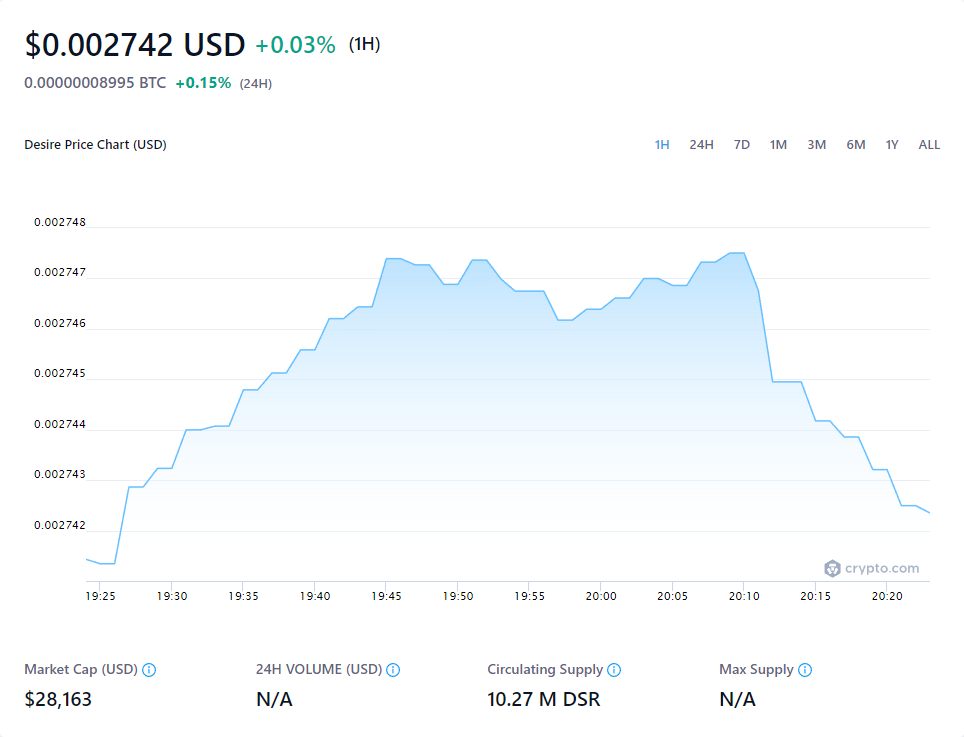 $0.002742 USD +0.03% (1H)
0.00000008995 BTC +0.15% (24H)
Desire Price Chart (USD) 1H 24H 7D 1M 3M 6M 1Y ALL
0.002748
0.002747
0.002746
0.002745
0.002744
0.002743
0.002742
crypto.com
19:25 19:30 19:35 19:40 19:45 19:50 19:55 20:00 20:05 20:10 20:15 20:20
Market Cap (USD) 24H VOLUME (USD) Circulating Supply Max Supply
$28,163 N/A 10.27 M DSR N/A